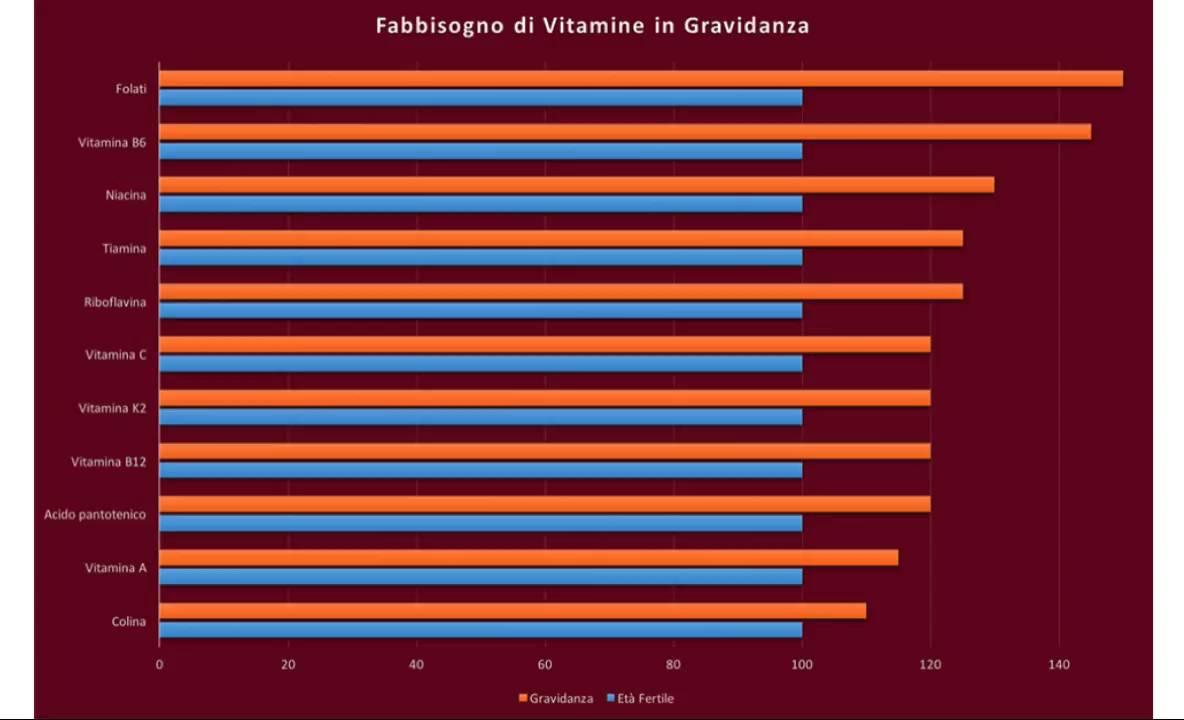 Fabbisogno di Vitamine in Gravidanza
Folati
Vitamina B6
Niacina
Tiamina
Riboflavina
Vitamina C
Vitamina K2
Vitamina B12
Acido pantotenico
Vitamina A
Colina
0 20 40 60 80 100 120 140
Gravidanza Età Fertile